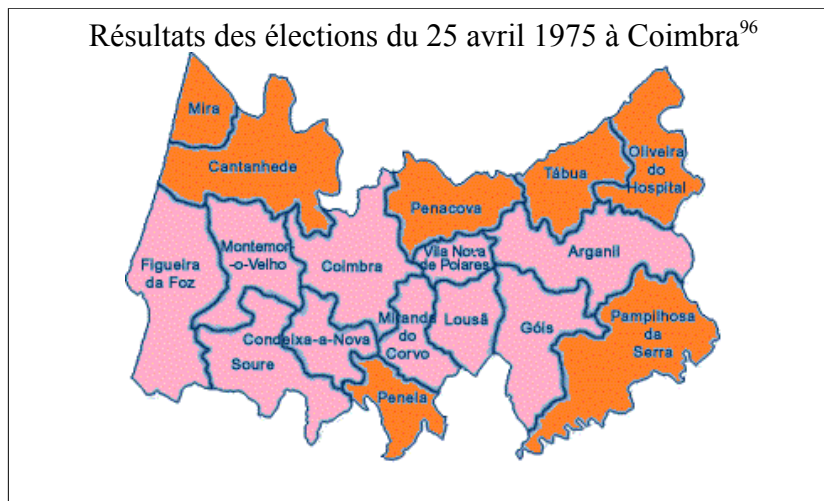 Résultats des élections du 25 avril 1975 à Coimbra96
Mira
Cantanhede
Oliveira
do
Hospital
Tábua
Penacova
Figueira
da Foz
Montemor
-o-Velho
Coimbra
Vila Nova
de Poiares
Arganil
Condeixa-a-Nova
Soure
Miranda
do
Corvo
Lousã
Góis
Pampilhosa
da
Serra
Penela